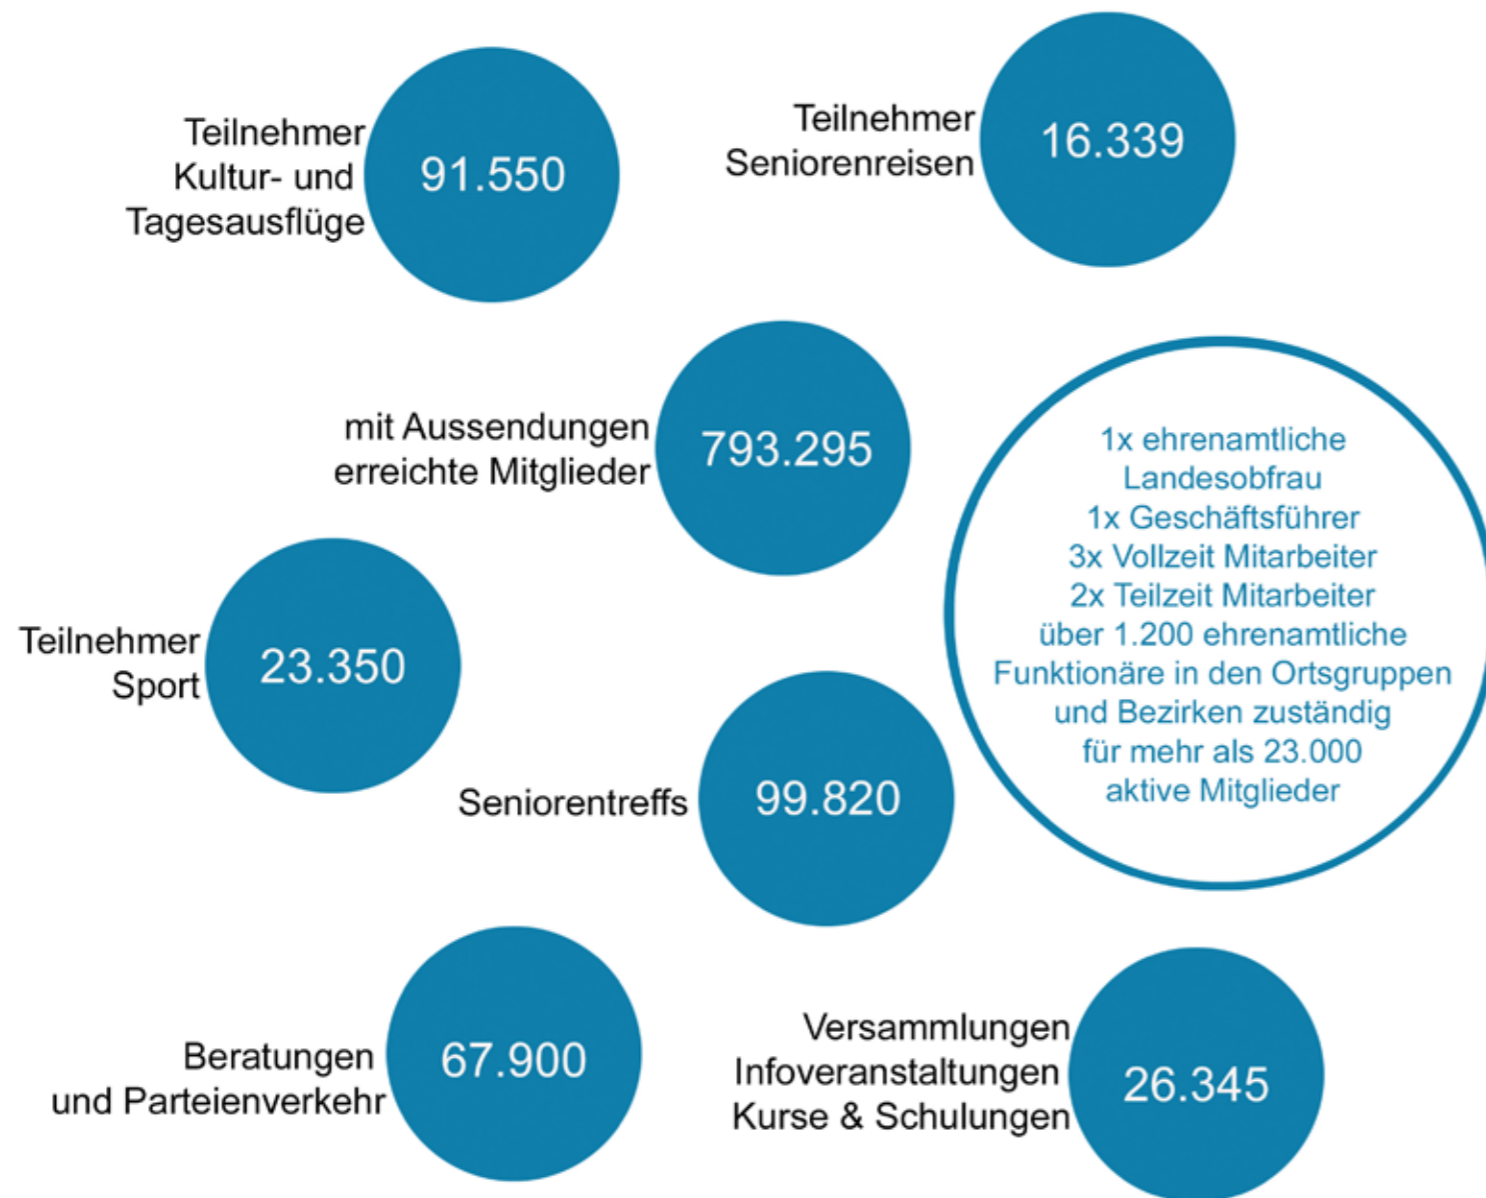 Teilnehmer
Kultur- und
Tagesausflüge
91.550
Teilnehmer
Seniorenreisen
16.339
mit Aussendungen
erreichte Mitglieder
793.295
1x ehrenamtliche
Landesobfrau
1x Geschäftsführer
3x Vollzeit Mitarbeiter
2x Teilzeit Mitarbeiter
über 1.200 ehrenamtliche
Funktionäre in den Ortsgruppen
und Bezirken zuständig
für mehr als 23.000
aktive Mitglieder
Teilnehmer
Sport
23.350
Seniorentreffs
99.820
Beratungen
und Parteienverkehr
67.900
Versammlungen
Infoveranstaltungen
Kurse & Schulungen
26.345